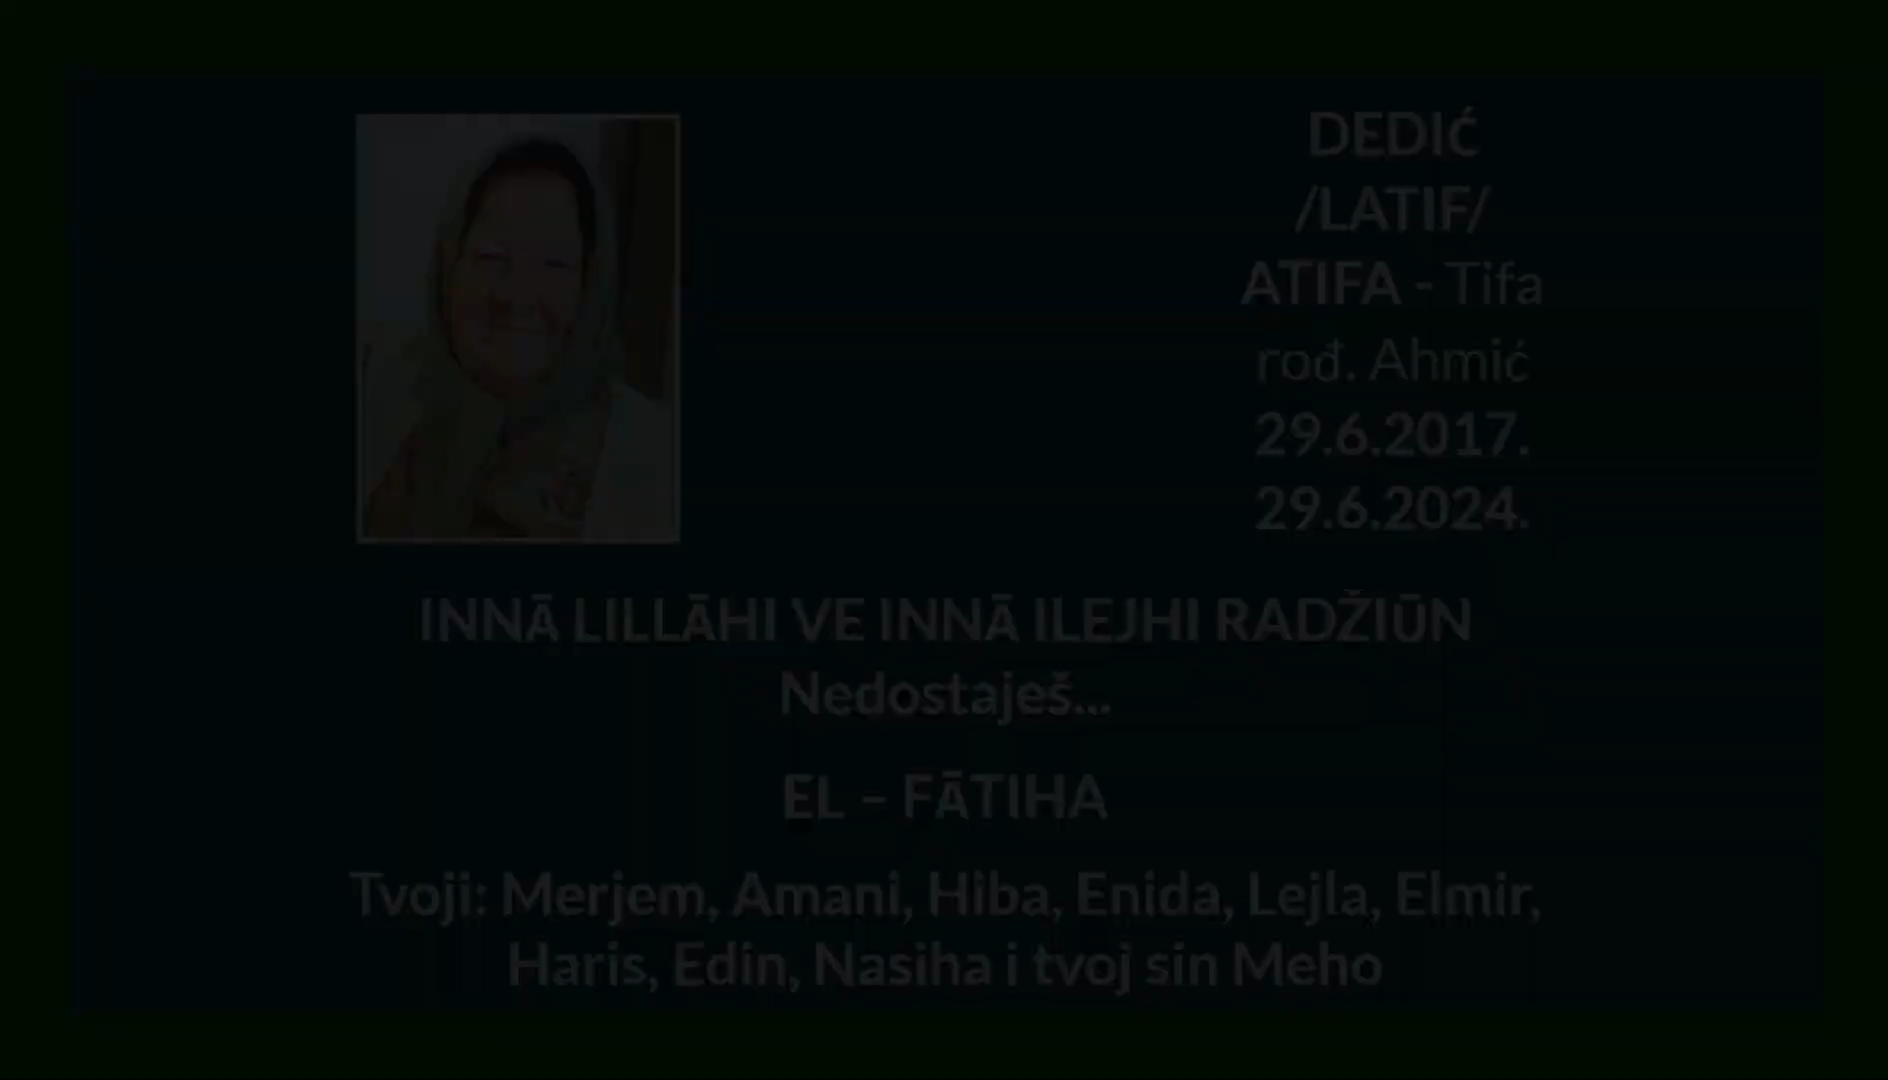 DEDIĆ
/LATIF/
ATIFA - Tifa
rođ. Ahmić
29.6.2017.
29.6.2024.
INNĀ LILLĀHI VE INNĀ ILEJHI RADŽIŪN
Nedostaješ...
EL – FĀTIHA
Tvoji: Merjem, Amani, Hiba, Enida, Lejla, Elmir,
Haris, Edin, Nasiha i tvoj sin Meho